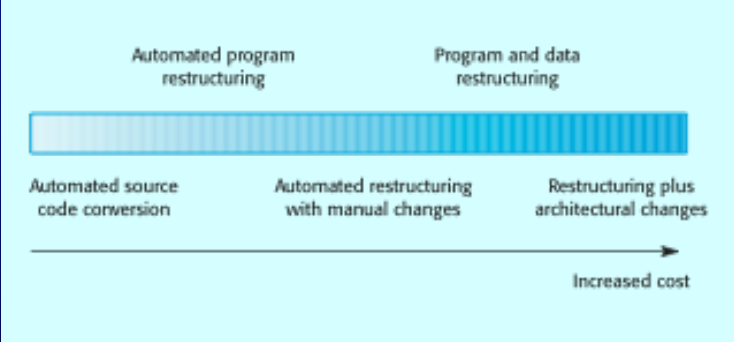 Automated program
restructuring
Program and data
restructuring
Automated source
code conversion
Automated restructuring
with manual changes
Restructuring plus
architectural changes
Increased cost